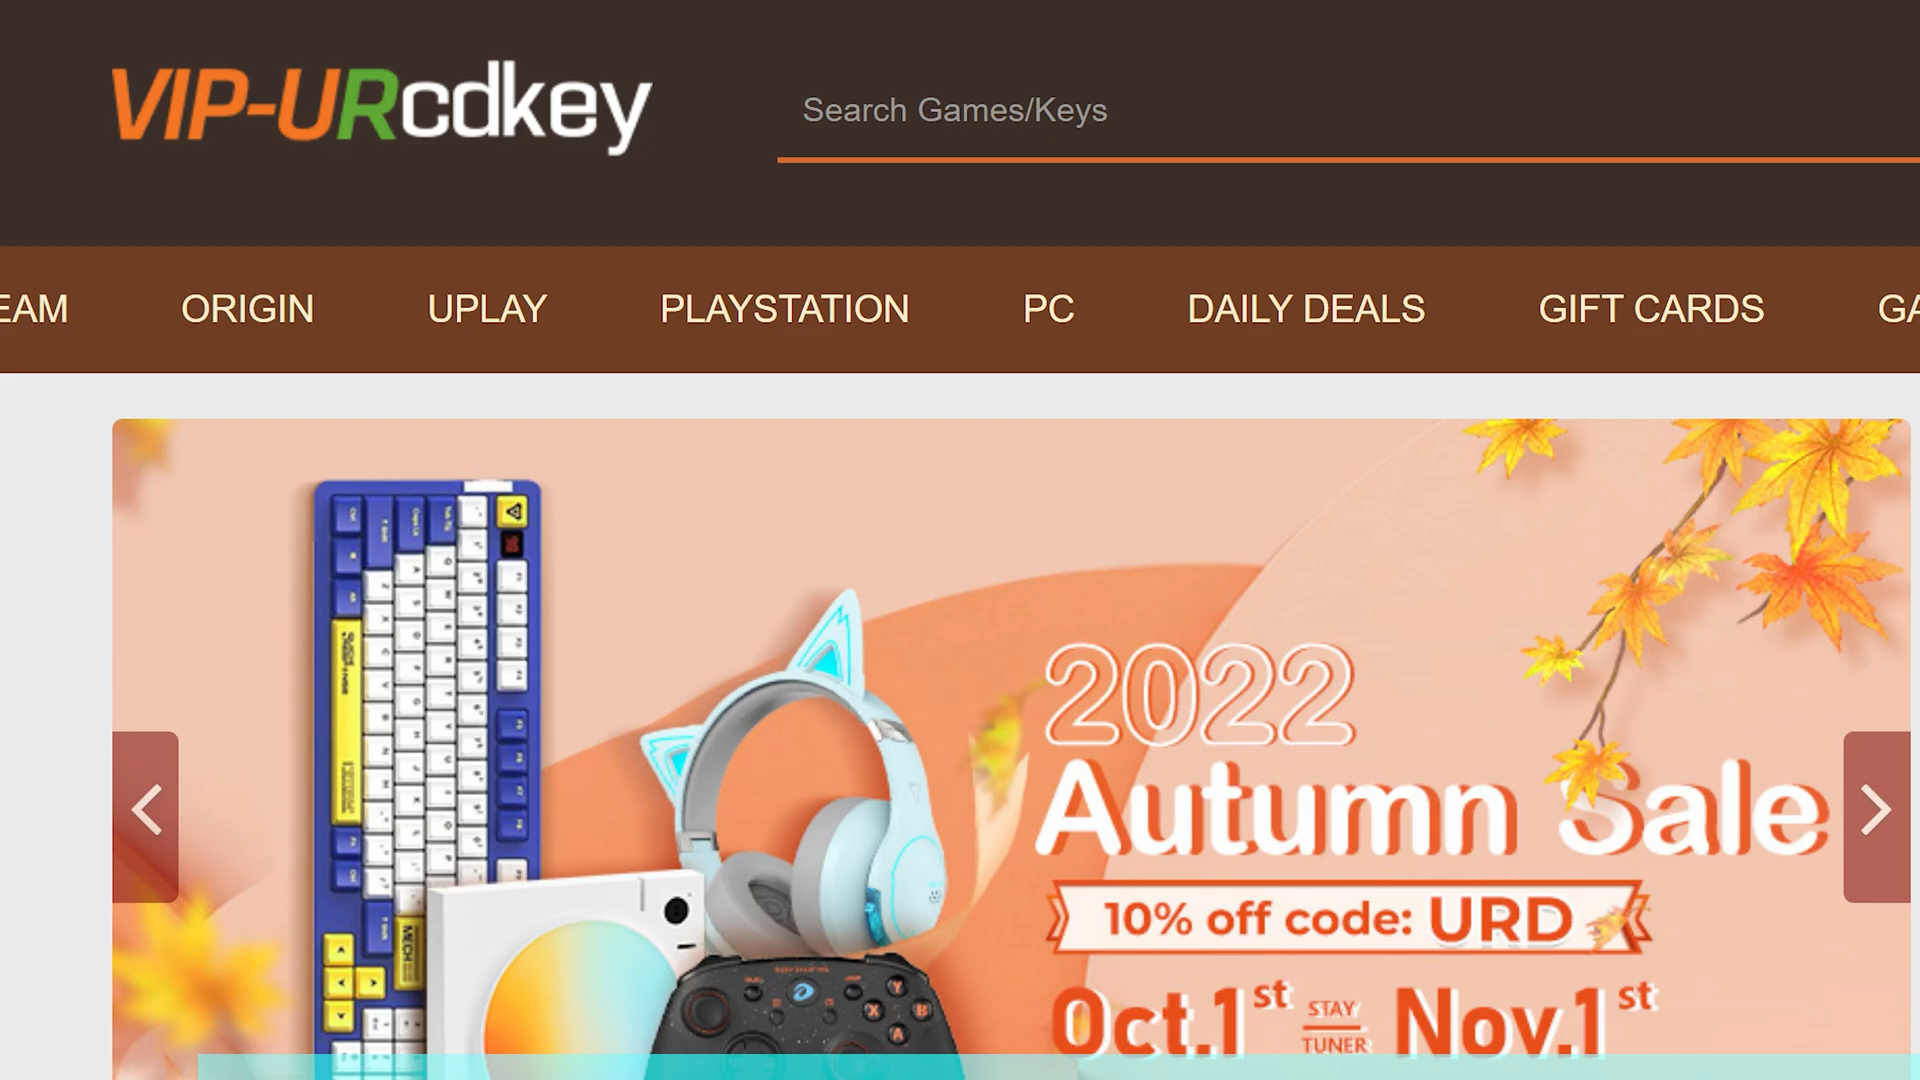 VIP-URcdkey
Search Games/Keys
EAM ORIGIN UPLAY PLAYSTATION PC DAILY DEALS GIFT CARDS GA
2022
Autumn Sale
10% off code: URD
Oct.1st STAY TUNER Nov.1st